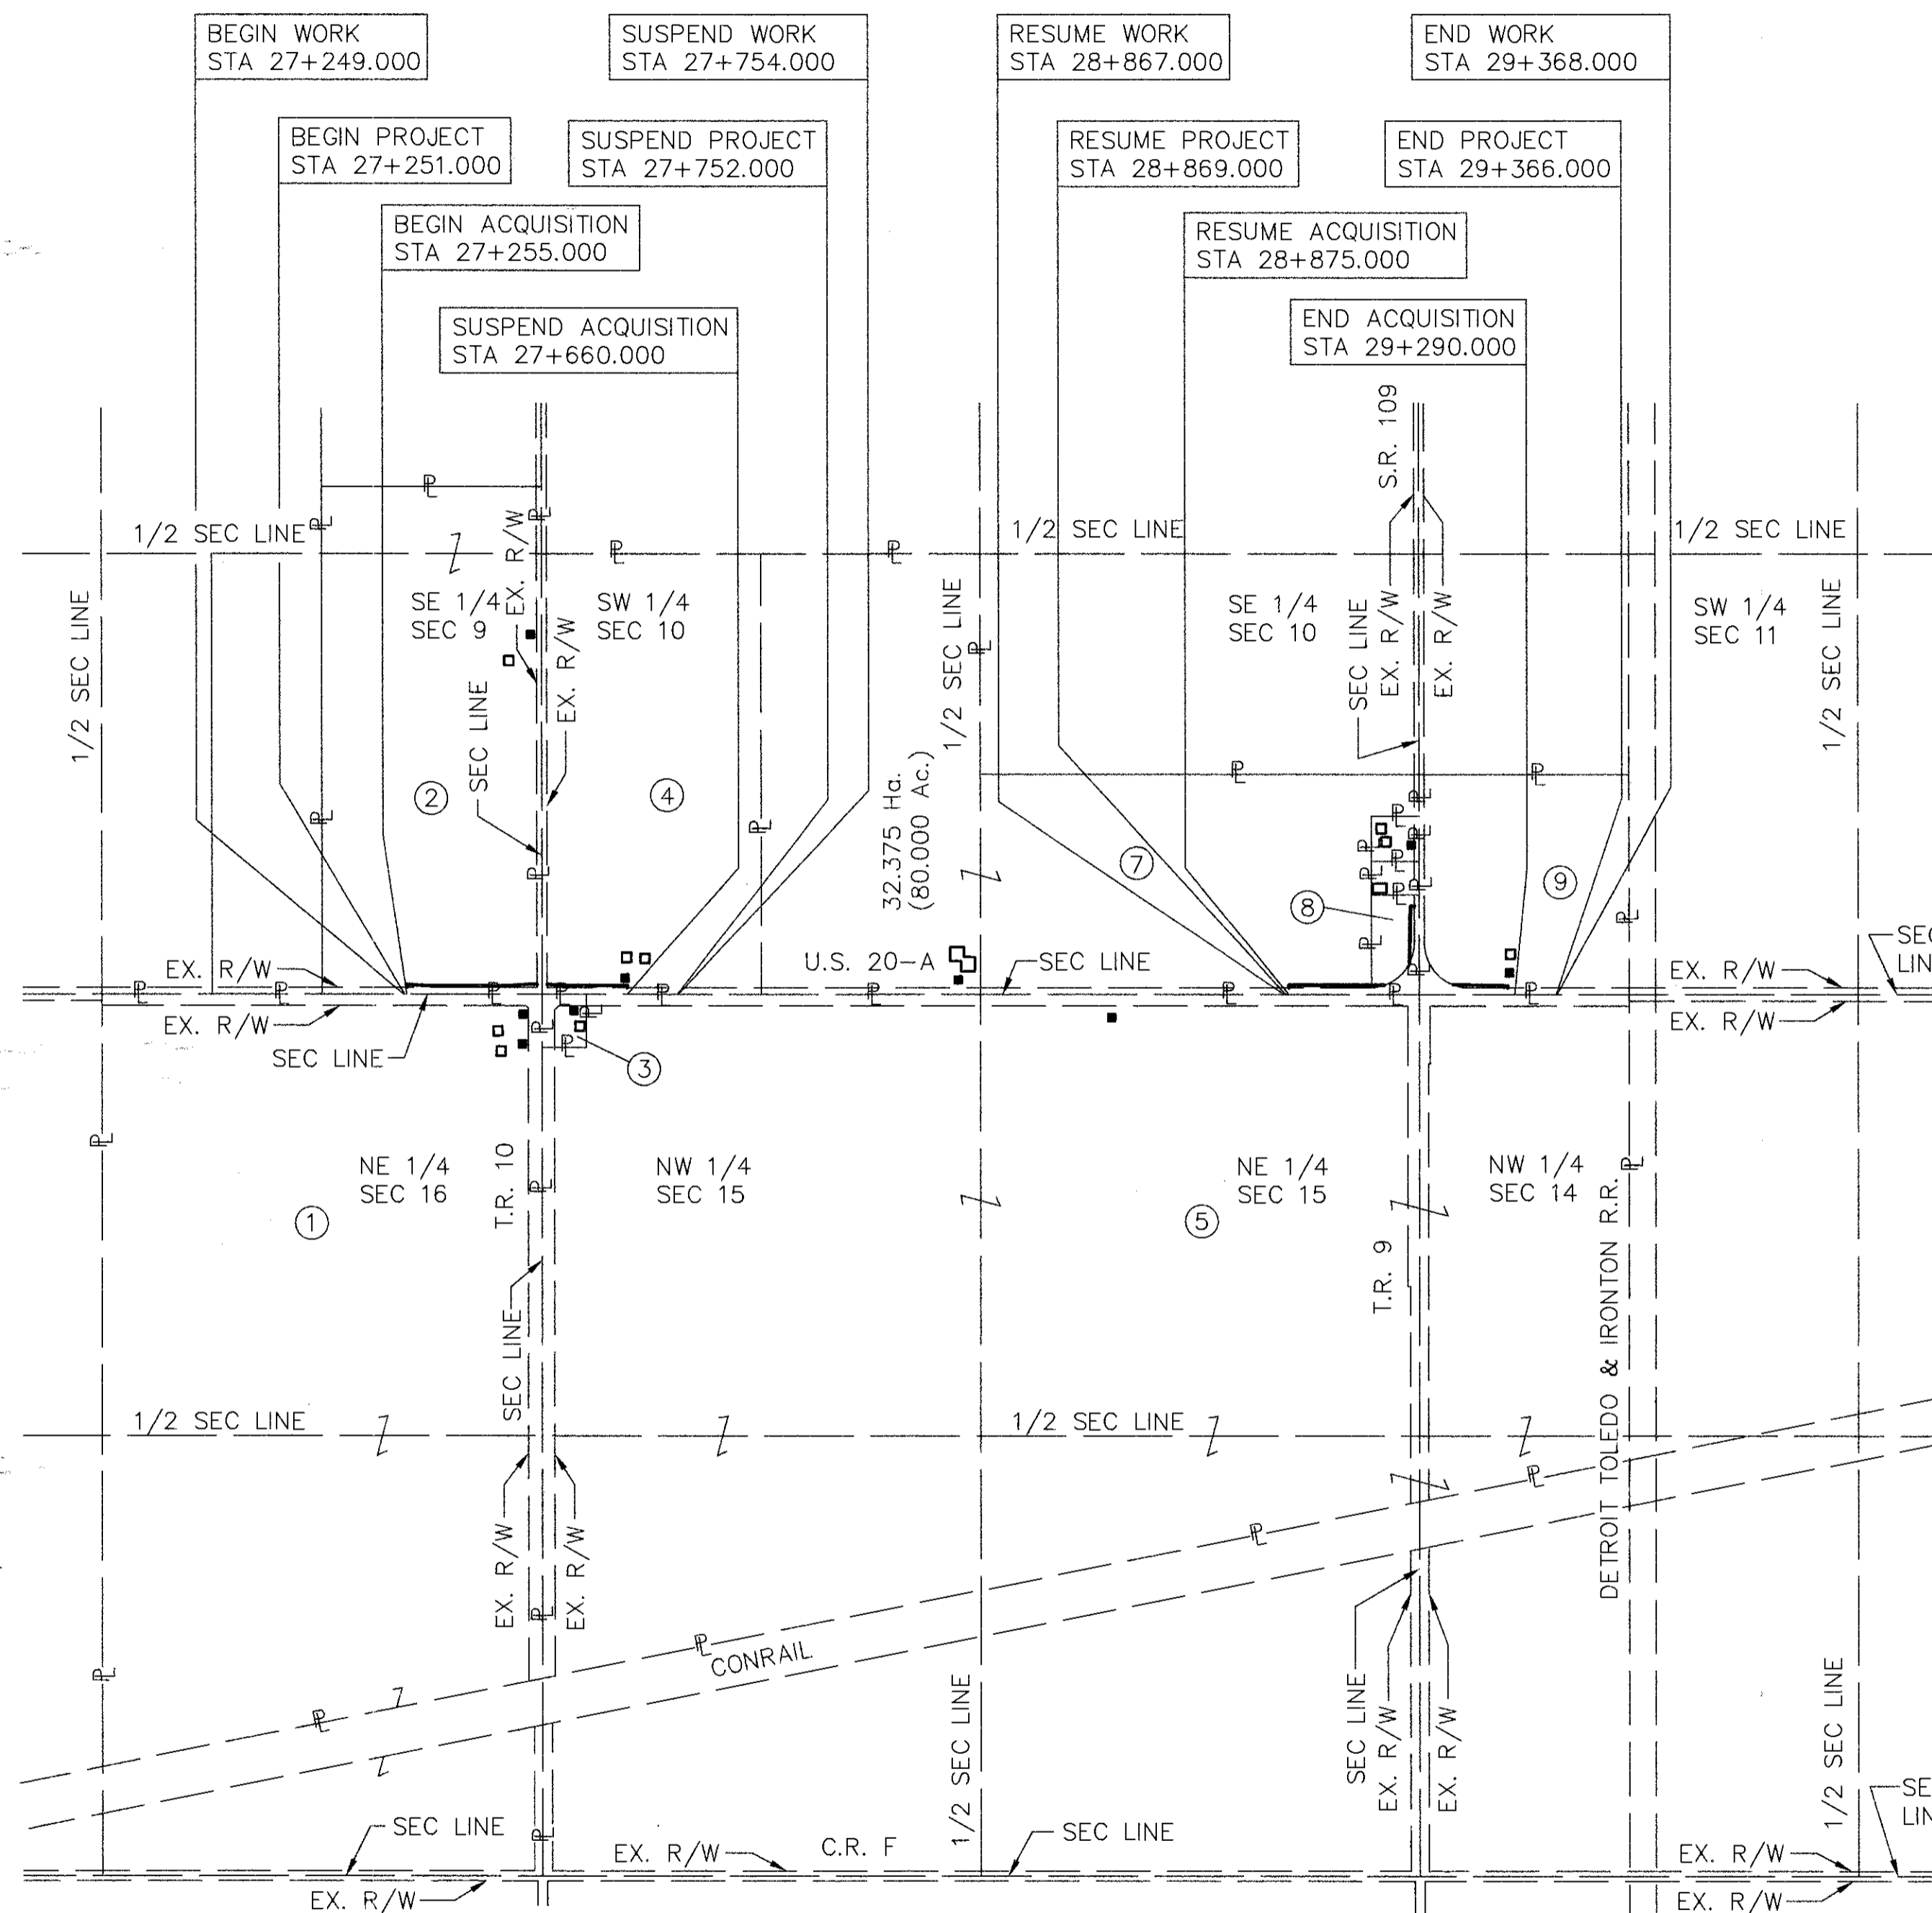 BEGIN WORK
STA 27+249.000
SUSPEND WORK
STA 27+754.000
RESUME WORK
STA 28+867.000
END WORK
STA 29+368.000
BEGIN PROJECT
STA 27+251.000
SUSPEND PROJECT
STA 27+752.000
RESUME PROJECT
STA 28+869.000
END PROJECT
STA 29+366.000
BEGIN ACQUISITION
STA 27+255.000
RESUME ACQUISITION
STA 28+875.000
SUSPEND ACQUISITION
STA 27+660.000
END ACQUISITION
STA 29+290.000
S.R. 109
1/2 SEC LINE
1/2 SEC LINE
1/2 SEC LINE
EX. R/W
SE 1/4
SEC 9
SW 1/4
SEC 10
SE 1/4
SEC 10
SW 1/4
SEC 11
1/2 SEC LINE
SEC LINE
EX. R/W
1/2 SEC LINE
SEC LINE
EX. R/W
EX. R/W
1/2 SEC LINE
2
4
32.375 Ha.
(80.000 Ac.)
7
8
9
U.S. 20-A
SEC LINE
EX. R/W
EX. R/W
SEC LINE
3
EX. R/W
EX. R/W
SEC
LIN
NE 1/4
SEC 16
T.R. 10
NW 1/4
SEC 15
NE 1/4
SEC 15
NW 1/4
SEC 14
1
5
T.R. 9
SEC LINE
DETROIT TOLEDO & IRONTON R.R.
1/2 SEC LINE
1/2 SEC LINE
EX. R/W
EX. R/W
CONRAIL
1/2 SEC LINE
SEC LINE
EX. R/W
EX. R/W
1/2 SEC LINE
SEC LINE
EX. R/W
C.R. F
SEC LINE
EX. R/W
SE
LIN
EX. R/W
EX. R/W